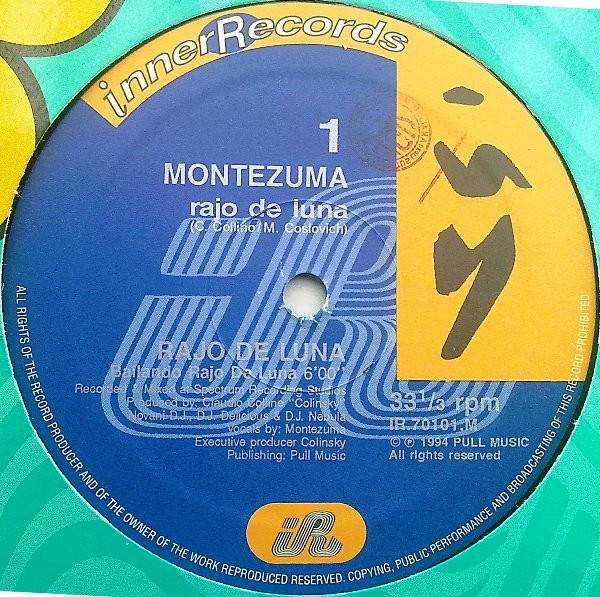 innerRecords
1
MONTEZUMA
rajo de luna
(C. Collino/M. Coslovich)
RAJO DE LUNA
Bailando Rajo De Luna 6'00"
Recorded & Mixed at Spectrum Recording Studios
Produced by: Claudio Collino "Colinsky"
Novani D.J., D.J. Delicious & D.J. Nebula
Vocals by: Montezuma
Executive producer Colinsky
Publishing: Pull Music
33 1/3 rpm
IR.70101.M
© ℗ 1994 PULL MUSIC
All rights reserved
iR
ALL RIGHTS OF THE RECORD PRODUCER AND OF THE OWNER OF THE WORK REPRODUCED RESERVED. COPYING, PUBLIC PERFORMANCE AND BROADCASTING OF THIS RECORD PROHIBITED